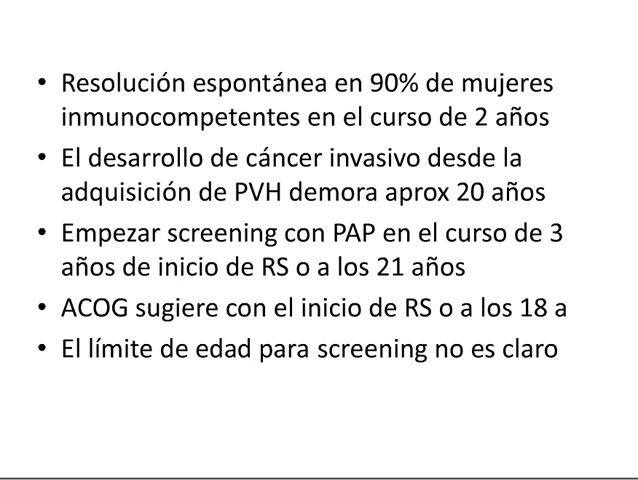 • Resolución espontánea en 90% de mujeres
inmunocompetentes en el curso de 2 años
• El desarrollo de cáncer invasivo desde la
adquisición de PVH demora aprox 20 años
• Empezar screening con PAP en el curso de 3
años de inicio de RS o a los 21 años
• ACOG sugiere con el inicio de RS o a los 18 a
• El límite de edad para screening no es claro